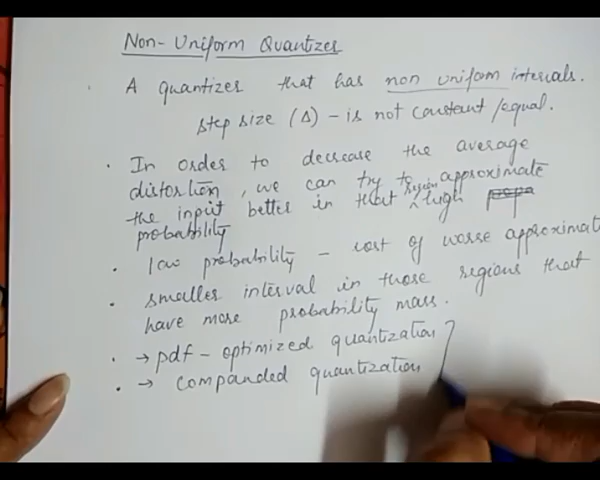 Non-Uniform Quantizer
A quantizer that has non uniform intervals.
step size (Δ) - is not constant /equal.
In order to decrease the average
distortion, we can try to approximate
the input better in that region high
probability
low probability - cost of worse approximat
smaller interval in those regions that
have more probability mass.
→ pdf - optimized quantization
→ companded quantization